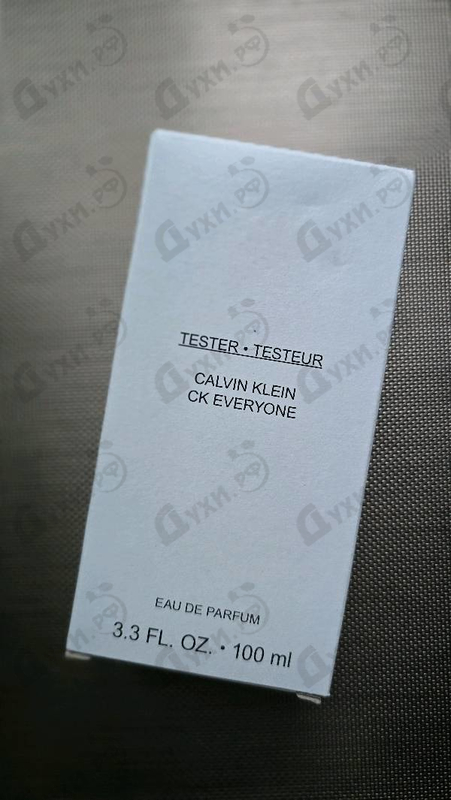 TESTER • TESTEUR
CALVIN KLEIN
CK EVERYONE
EAU DE PARFUM
3.3 FL. OZ. • 100 ml
Духи.РФ